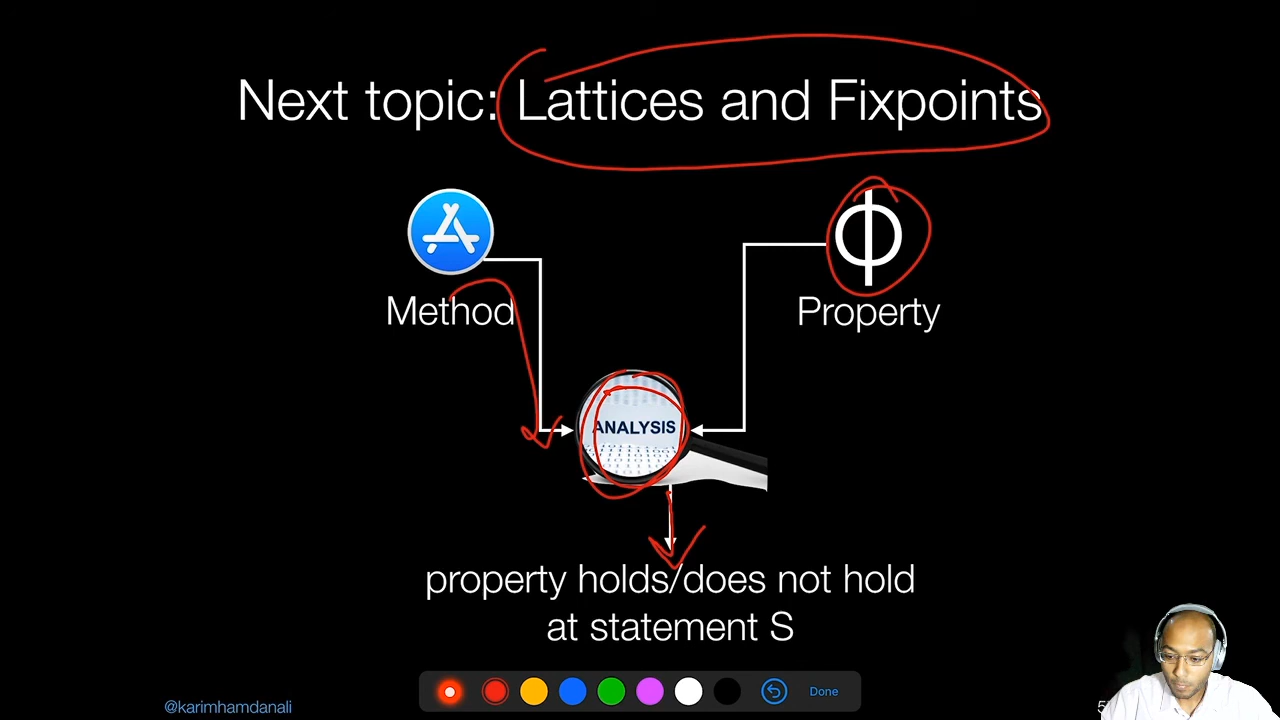 Next topic: Lattices and Fixpoints
Method
Property
ANALYSIS
property holds/does not hold
at statement S
Done
@karimhamdanali